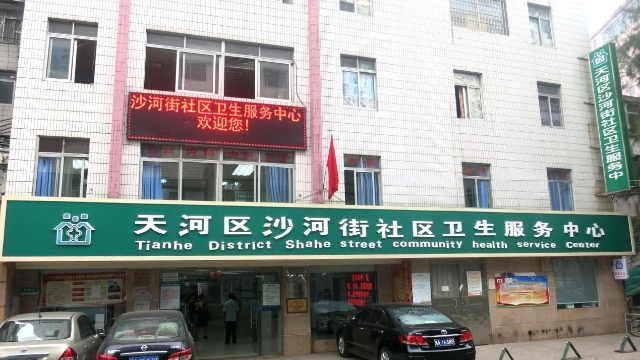 沙河街社区卫生服务中心
欢迎您!
天河区沙河街社区卫生服务中
天河区沙河街社区卫生服务中心
Tianhe District Shahe street community health service Center